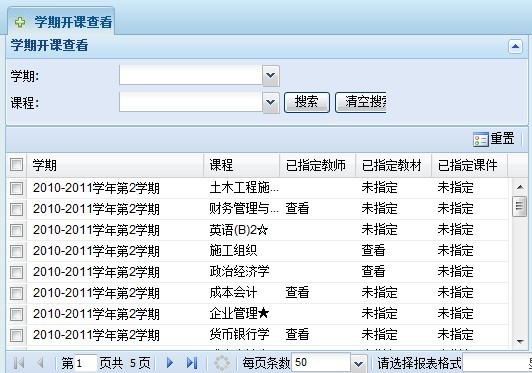 学期开课查看
学期开课查看
学期:
课程: 搜索 清空搜索
重置
学期 课程 已指定教师 已指定教材 已指定课件
2010-2011学年第2学期 土木工程施... 未指定 未指定
2010-2011学年第2学期 财务管理与... 查看 未指定 未指定
2010-2011学年第2学期 英语(B)2☆ 未指定 未指定
2010-2011学年第2学期 施工组织 查看 未指定
2010-2011学年第2学期 政治经济学 查看 未指定
2010-2011学年第2学期 成本会计 查看 未指定 未指定
2010-2011学年第2学期 企业管理★ 未指定 未指定
2010-2011学年第2学期 货币银行学 查看 未指定 未指定
第 1 页共 5 页 每页条数 50 请选择报表格式